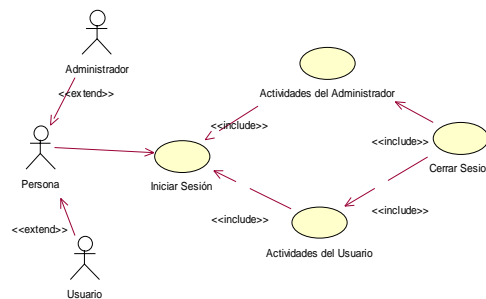 Administrador
<<extend>>
Actividades del Administrador
<<include>>
<<include>>
Cerrar Sesio
Persona
Iniciar Sesión
<<include>>
<<include>>
<<extend>>
Actividades del Usuario
Usuario